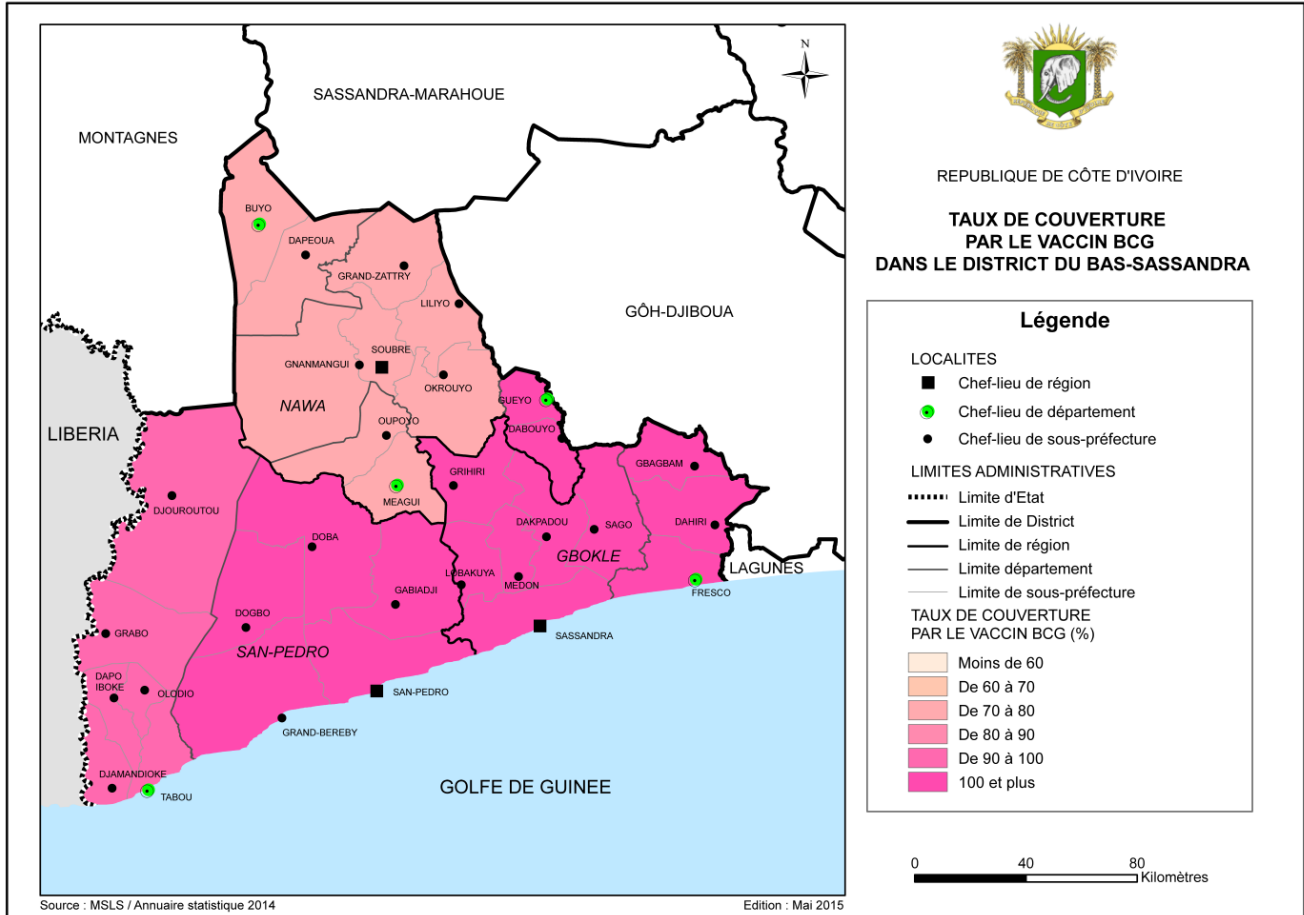 MONTAGNES
SASSANDRA-MARAHOUE
N
BUYO
DAPEOUA
GRAND-ZATTRY
LILIYO
GÔH-DJIBOUA
SOUBRE
GNANMANGUI
OKROUYO
NAWA
GUEYO
OUPOYO
DABOUYO
LIBERIA
GBAGBAM
GRIHIRI
DJOUROUTOU
MEAGUI
DAKPADOU
SAGO
DAHIRI
DOBA
GBOKLE
LAGUNES
LOBAKUYA
MEDON
GABIADJI
FRESCO
DOGBO
GRABO
SASSANDRA
SAN-PEDRO
DAPO
IBOKE
OLODIO
SAN-PEDRO
GRAND-BEREBY
DJAMANDIOKE
TABOU
GOLFE DE GUINEE
REPUBLIQUE DE CÔTE D'IVOIRE
TAUX DE COUVERTURE
PAR LE VACCIN BCG
DANS LE DISTRICT DU BAS-SASSANDRA
Légende
LOCALITES
Chef-lieu de région
Chef-lieu de département
Chef-lieu de sous-préfecture
LIMITES ADMINISTRATIVES
Limite d'Etat
Limite de District
Limite de région
Limite département
Limite de sous-préfecture
TAUX DE COUVERTURE
PAR LE VACCIN BCG (%)
Moins de 60
De 60 à 70
De 70 à 80
De 80 à 90
De 90 à 100
100 et plus
0 40 80
Kilomètres
Source : MSLS / Annuaire statistique 2014
Edition : Mai 2015